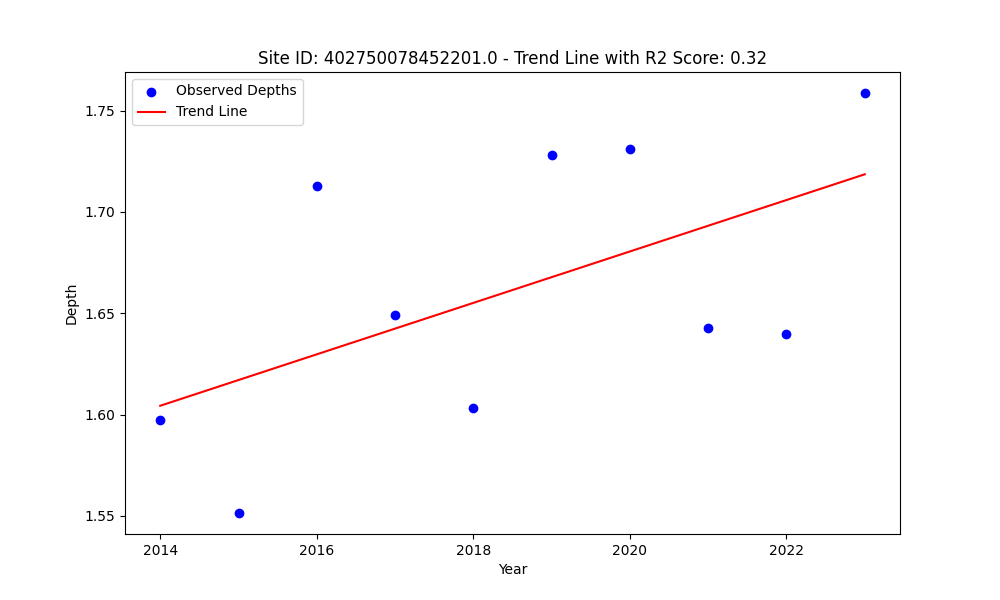 Site ID: 402750078452201.0 - Trend Line with R2 Score: 0.32
Observed Depths
Trend Line
1.75
1.70
1.65
1.60
1.55
Depth
2014
2016
2018
2020
2022
Year